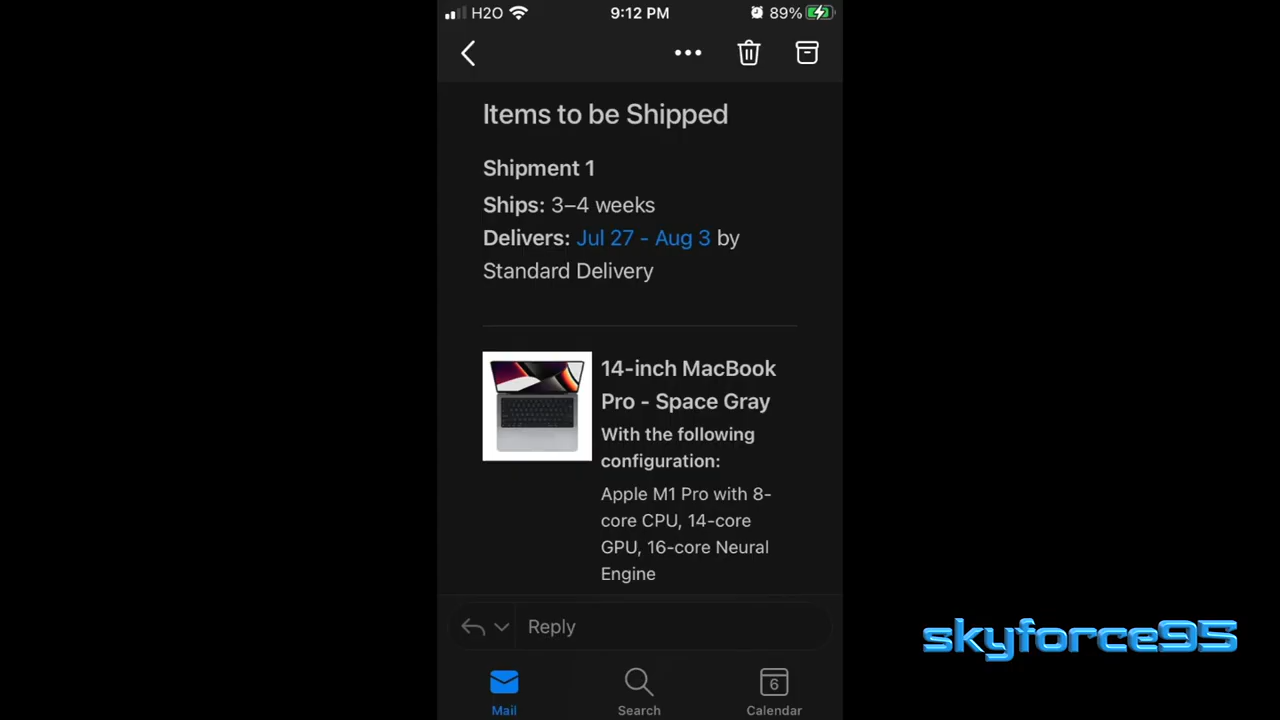 H2O 9:12 PM 89%
Items to be Shipped
Shipment 1
Ships: 3–4 weeks
Delivers: Jul 27 - Aug 3 by
Standard Delivery
14-inch MacBook
Pro - Space Gray
With the following
configuration:
Apple M1 Pro with 8-
core CPU, 14-core
GPU, 16-core Neural
Engine
Reply
skyforce95
6
Mail Search Calendar